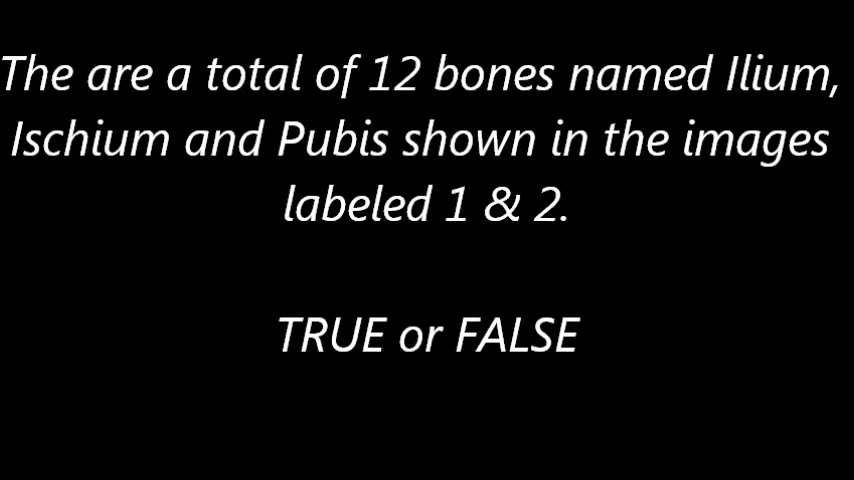 The are a total of 12 bones named Ilium,
Ischium and Pubis shown in the images
labeled 1 & 2.
TRUE or FALSE